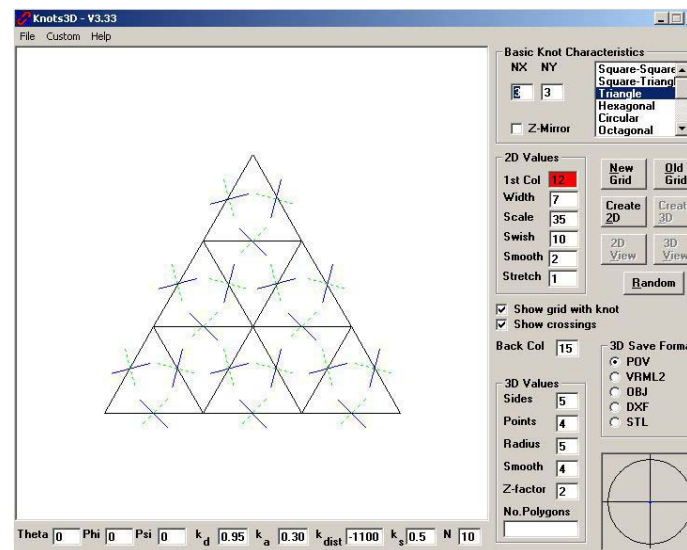 Knots3D - V3.33
File Custom Help
Basic Knot Characteristics
NX NY
3 3
Z-Mirror
Square-Square
Square-Triangl
Triangle
Hexagonal
Circular
Octagonal
2D Values
1st Col 12
Width 7
Scale 35
Swish 10
Smooth 2
Stretch 1
New Grid
Old Grid
Create 2D
Creat 3D
2D View
3D View
Random
Show grid with knot
Show crossings
Back Col 15
3D Save Forma
POV
VRML2
OBJ
DXF
STL
3D Values
Sides 5
Points 4
Radius 5
Smooth 4
Z-factor 2
No.Polygons
Theta 0 Phi 0 Psi 0 kd 0.95 ka 0.30 kdist -1100 ks 0.5 N 10